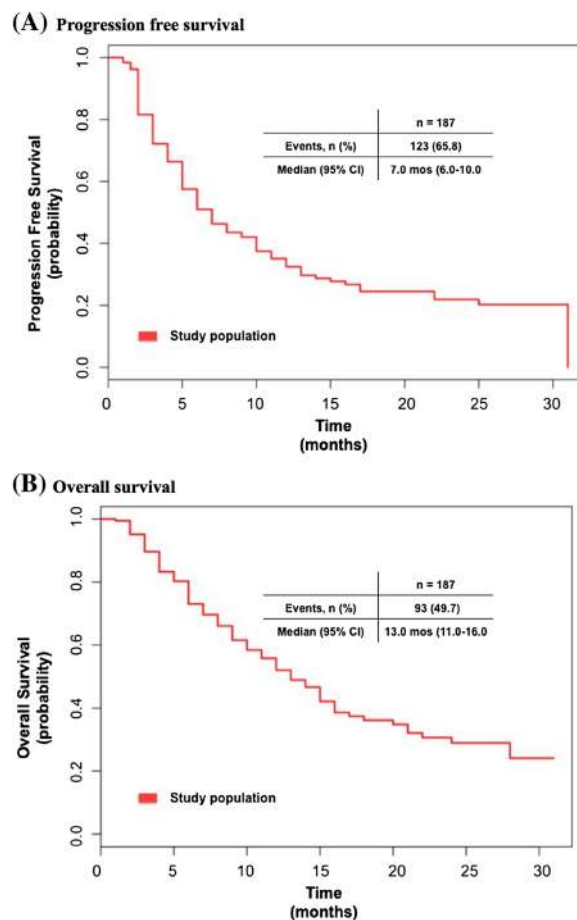 (A) Progression free survival
1.0
0.8
0.6
0.4
0.2
0.0
Progression Free Survival
(probability)
n = 187
Events, n (%) 123 (65.8)
Median (95% CI) 7.0 mos (6.0-10.0
Study population
0 5 10 15 20 25 30
Time
(months)
(B) Overall survival
1.0
0.8
0.6
0.4
0.2
0.0
Overall Survival
(probability)
n = 187
Events, n (%) 93 (49.7)
Median (95% CI) 13.0 mos (11.0-16.0
Study population
0 5 10 15 20 25 30
Time
(months)